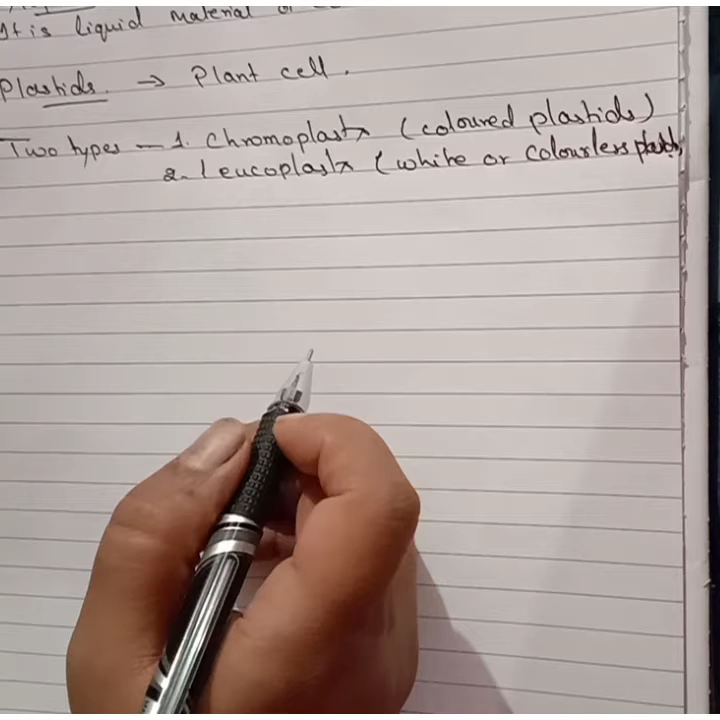 It is liquid material of
Plastids. → Plant cell.
Two types – 1. Chromoplasts (coloured plastids)
2. Leucoplasts (white or colourless plastids)